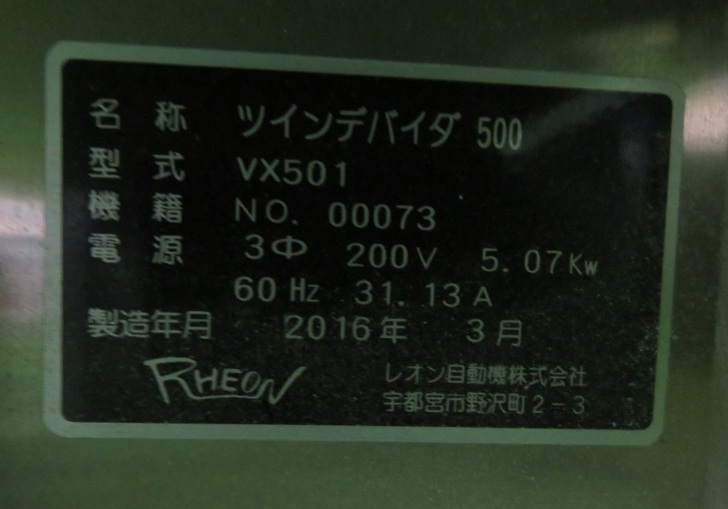 名称 ツインデバイダ 500
型式 VX501
機籍 NO. 00073
電源 3Φ 200V 5.07Kw
60Hz 31.13A
製造年月 2016年 3月
RHEON レオン自動機株式会社
宇都宮市野沢町2-3